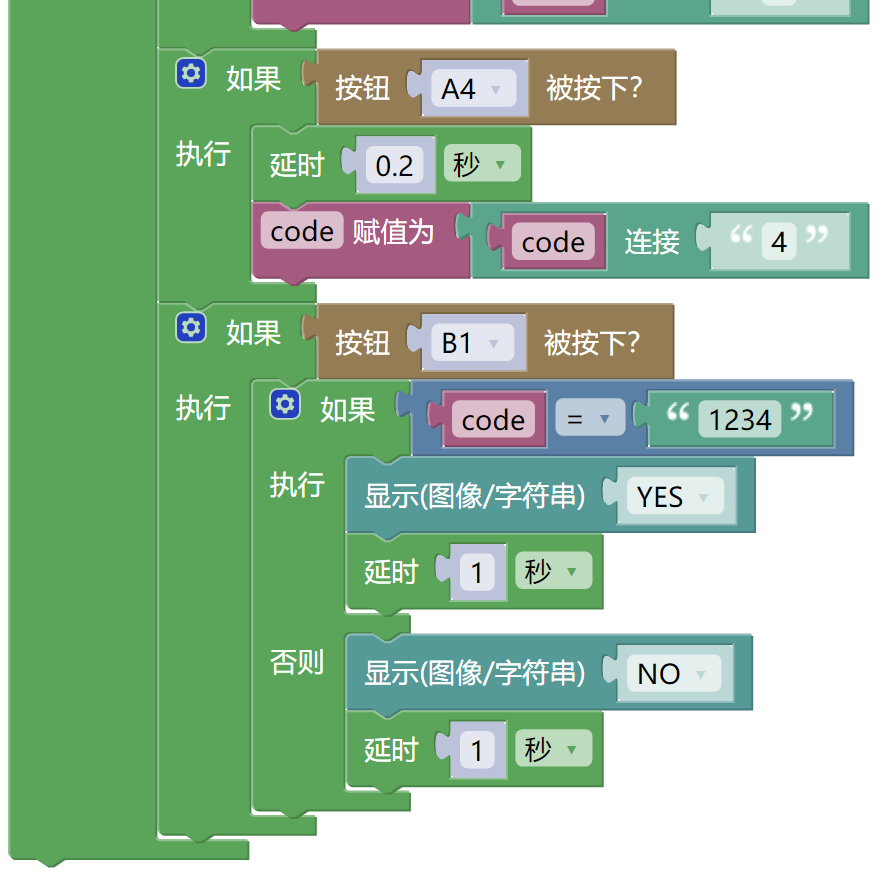 如果 按钮 A4 被按下?
执行 延时 0.2 秒
code 赋值为 code 连接 “ 4 ”
如果 按钮 B1 被按下?
执行 如果 code = “ 1234 ”
执行 显示(图像/字符串) YES
延时 1 秒
否则 显示(图像/字符串) NO
延时 1 秒